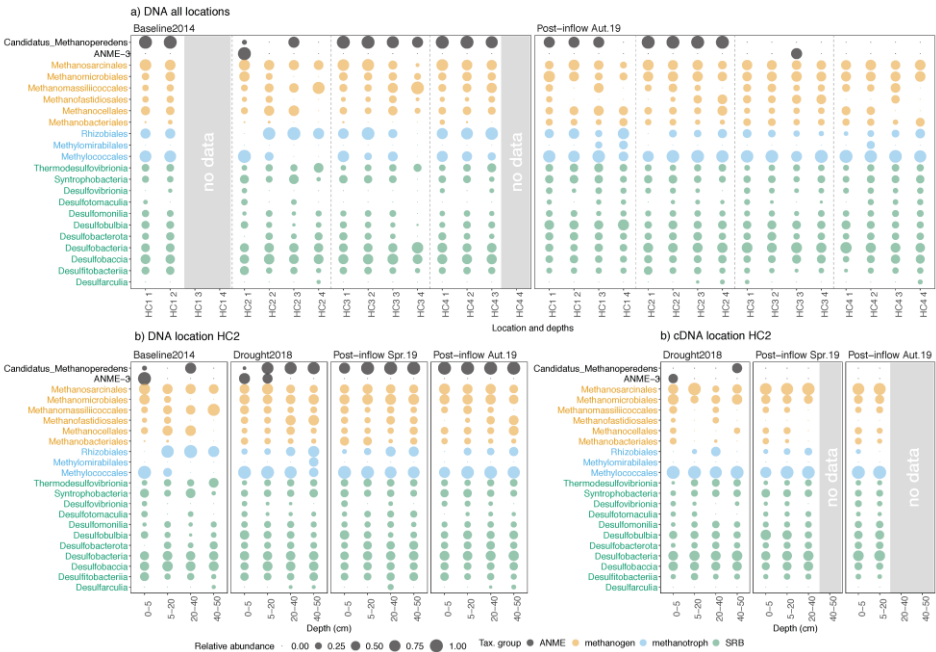 a) DNA all locations
Baseline2014
Post-inflow Aut.19
Candidatus_Methanoperedens
ANME-3
Methanosarcinales
Methanomicrobiales
Methanomassiliicoccales
Methanofastidiosales
Methanocellales
Methanobacteriales
Rhizobiales
Methylomirabilales
Methylococcales
Thermodesulfovibrionia
Syntrophobacteria
Desulfovibrionia
Desulfotomaculia
Desulfomonilia
Desulfobulbia
Desulfobacterota
Desulfobacteria
Desulfobaccia
Desulfitobacteriia
Desulfarculia
no data
no data
HC1 1
HC1 2
HC1 3
HC1 4
HC2 1
HC2 2
HC2 3
HC2 4
HC3 1
HC3 2
HC3 3
HC3 4
HC4 1
HC4 2
HC4 3
HC4 4
HC1 1
HC1 2
HC1 3
HC1 4
HC2 1
HC2 2
HC2 3
HC2 4
HC3 1
HC3 2
HC3 3
HC3 4
HC4 1
HC4 2
HC4 3
HC4 4
Location and depths
b) DNA location HC2
Baseline2014
Drought2018
Post-inflow Spr.19
Post-inflow Aut.19
Candidatus_Methanoperedens
ANME-3
Methanosarcinales
Methanomicrobiales
Methanomassiliicoccales
Methanofastidiosales
Methanocellales
Methanobacteriales
Rhizobiales
Methylomirabilales
Methylococcales
Thermodesulfovibrionia
Syntrophobacteria
Desulfovibrionia
Desulfotomaculia
Desulfomonilia
Desulfobulbia
Desulfobacterota
Desulfobacteria
Desulfobaccia
Desulfitobacteriia
Desulfarculia
0−5
5−20
20−40
40−50
0−5
5−20
20−40
40−50
0−5
5−20
20−40
40−50
0−5
5−20
20−40
40−50
Depth (cm)
b) cDNA location HC2
Drought2018
Post-inflow Spr.19
Post-inflow Aut.19
Candidatus_Methanoperedens
ANME-3
Methanosarcinales
Methanomicrobiales
Methanomassiliicoccales
Methanofastidiosales
Methanocellales
Methanobacteriales
Rhizobiales
Methylomirabilales
Methylococcales
Thermodesulfovibrionia
Syntrophobacteria
Desulfovibrionia
Desulfotomaculia
Desulfomonilia
Desulfobulbia
Desulfobacterota
Desulfobacteria
Desulfobaccia
Desulfitobacteriia
Desulfarculia
no data
no data
0−5
5−20
20−40
40−50
0−5
5−20
20−40
40−50
0−5
5−20
20−40
40−50
Depth (cm)
Relative abundance 0.00 0.25 0.50 0.75 1.00 Tax. group ANME methanogen methanotroph SRB